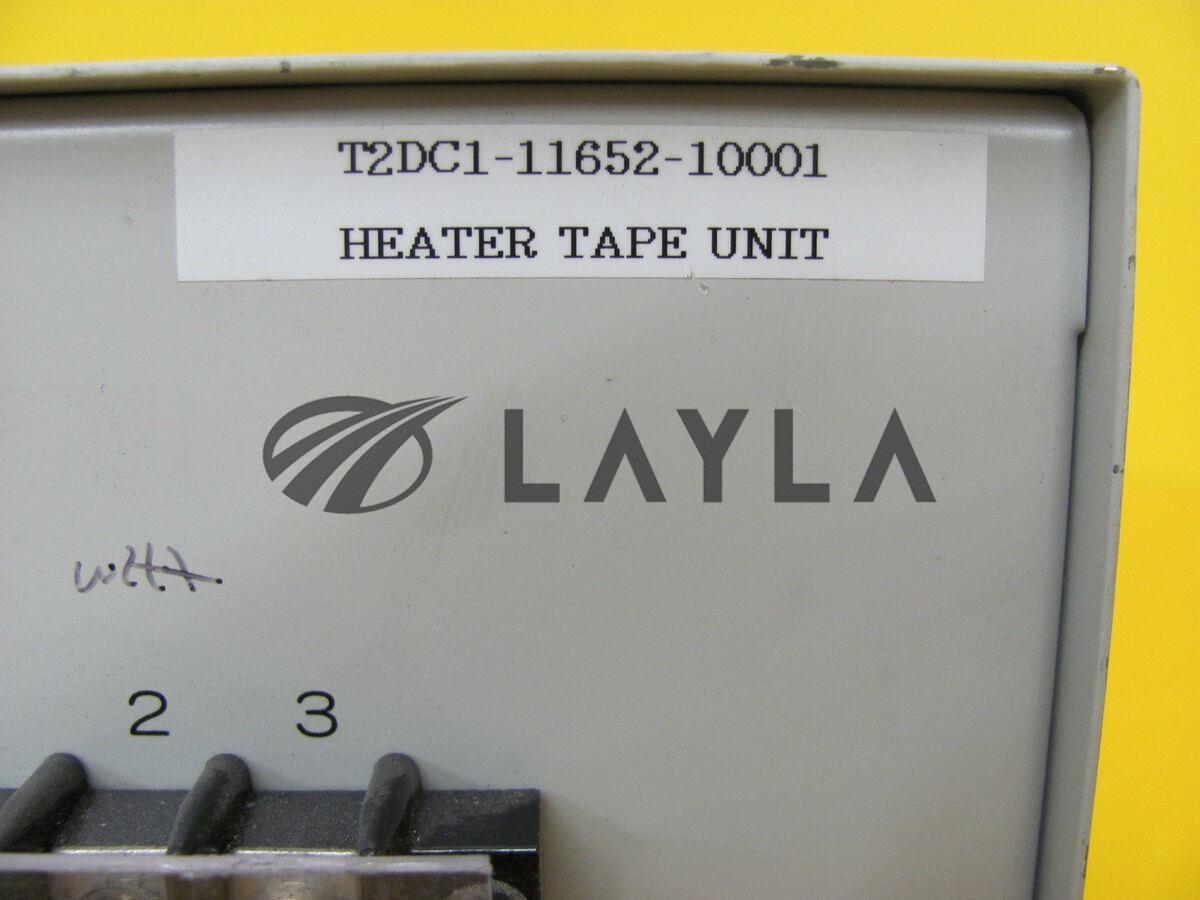 T2DC1-11652-10001
HEATER TAPE UNIT
LAYLA
2 3